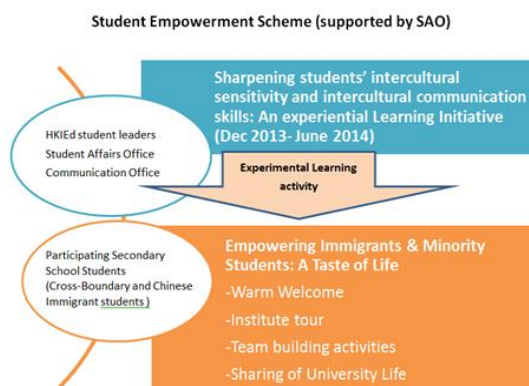 Student Empowerment Scheme (supported by SAO)
Sharpening students' intercultural
sensitivity and intercultural communication
skills: An experiential Learning Initiative
(Dec 2013- June 2014)
HKIEd student leaders
Student Affairs Office
Communication Office
Experimental Learning
activity
Participating Secondary
School Students
(Cross-Boundary and Chinese
Immigrant students )
Empowering Immigrants & Minority
Students: A Taste of Life
-Warm Welcome
-Institute tour
-Team building activities
-Sharing of University Life